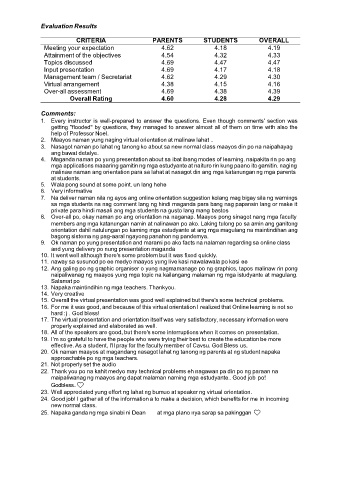 Evaluation Results
CRITERIA PARENTS STUDENTS OVERALL
Meeting your expectation 4.62 4.18 4.19
Attainment of the objectives 4.54 4.32 4.33
Topics discussed 4.69 4.47 4.47
Input presentation 4.69 4.17 4.18
Management team / Secretariat 4.62 4.29 4.30
Virtual arrangement 4.38 4.15 4.16
Over-all assessment 4.69 4.38 4.39
Overall Rating 4.60 4.28 4.29
Comments:
1. Every instructor is well-prepared to answer the questions. Even though comments' section was
getting "flooded" by questions, they managed to answer almost all of them on time with also the
help of Professor Noel.
2. Maayos naman yung naging virtual orientation at malinaw lahat .
3. Nasagot naman po lahat ng tanong ko about sa new normal class maayos din po na naipahayag
ang bawat detalye.
4. Maganda naman po yung presentation about sa ibat ibang modes of learning, naipakita rin po ang
mga applications maaaring gamitin ng mga estudyante at naituro rin kung paano ito gamitin. naging
malinaw naman ang orientation para sa lahat at nasagot din ang mga katanungan ng mga parents
at students.
5. Wala pong sound at some point, un lang hehe
6. Very informative
7. Na deliver naman nila ng ayos ang online orientation suggestion kolang mag bigay sila ng warnings
sa mga students na mag comment lang ng hindi maganda para bang nag papansin lang or make it
private para hindi masali ang mga students na gusto lang mang bastos
8. Over-all po, okay naman po ang orientation na naganap. Maayos pong sinagot nang mga faculty
members ang mga katanungan namin at nalinawan po ako. Laking tulong po sa amin ang ganitong
orientation dahil natulungan po kaming mga estudyante at ang mga magulang na maintindihan ang
bagong sistema ng pag-aaral ngayong panahon ng pandemya.
9. Ok naman po yung presentation and marami po ako facts na nalaman regarding sa online class
and yung delivery po nung presentation maganda
10. It went well although there's some problem but it was fixed quickly.
11. naway sa susunod po ee medyo maayos yung live kasi nawalawala po kasi ee
12. Ang galing po ng graphic organiser o yung nagmamanage po ng graphics, tapos malinaw rin pong
naipaliwanag ng maayos yung mga topic na kailangang malaman ng mga istudyante at magulang.
Salamat po
13. Napaka maintindihin ng mga teachers. Thankyou.
14. Very creative
15. Overall the virtual presentation was good well explained but there's some technical problems.
16. For me it was good, and because of this virtual orientation I realized that Online learning is not so
hard :) . God bless!
17. The virtual presentation and orientation itself was very satisfactory, necessary information were
properly explained and elaborated as well.
18. All of the speakers are good, but there's some interruptions when it comes on presentation.
19. I'm so grateful to have the people who were trying their best to create the education be more
effective. As a student, I'll pray for the faculty member of Cavsu. God Bless us.
20. Ok naman maayos at magandang nasagot lahat ng tanong ng parents at ng student napaka
approachable po ng mga teachers.
21. Not properly set the audio
22. Thank you po na kahit medyo may technical problems eh nagawan pa din po ng paraan na
maipaliwanag ng maayos ang dapat malaman naming mga estudyante. Good job po!
Godbless. ♡
23. Well appreciated yung effort ng lahat ng bumuo at speaker ng virtual orientation.
24. Good job! I gather all of the information a to make a decision, which benefits for me in incoming
new normal class.
25. Napaka ganda ng mga sinabi ni Dean at mga plano nya sarap sa pakinggan ♡